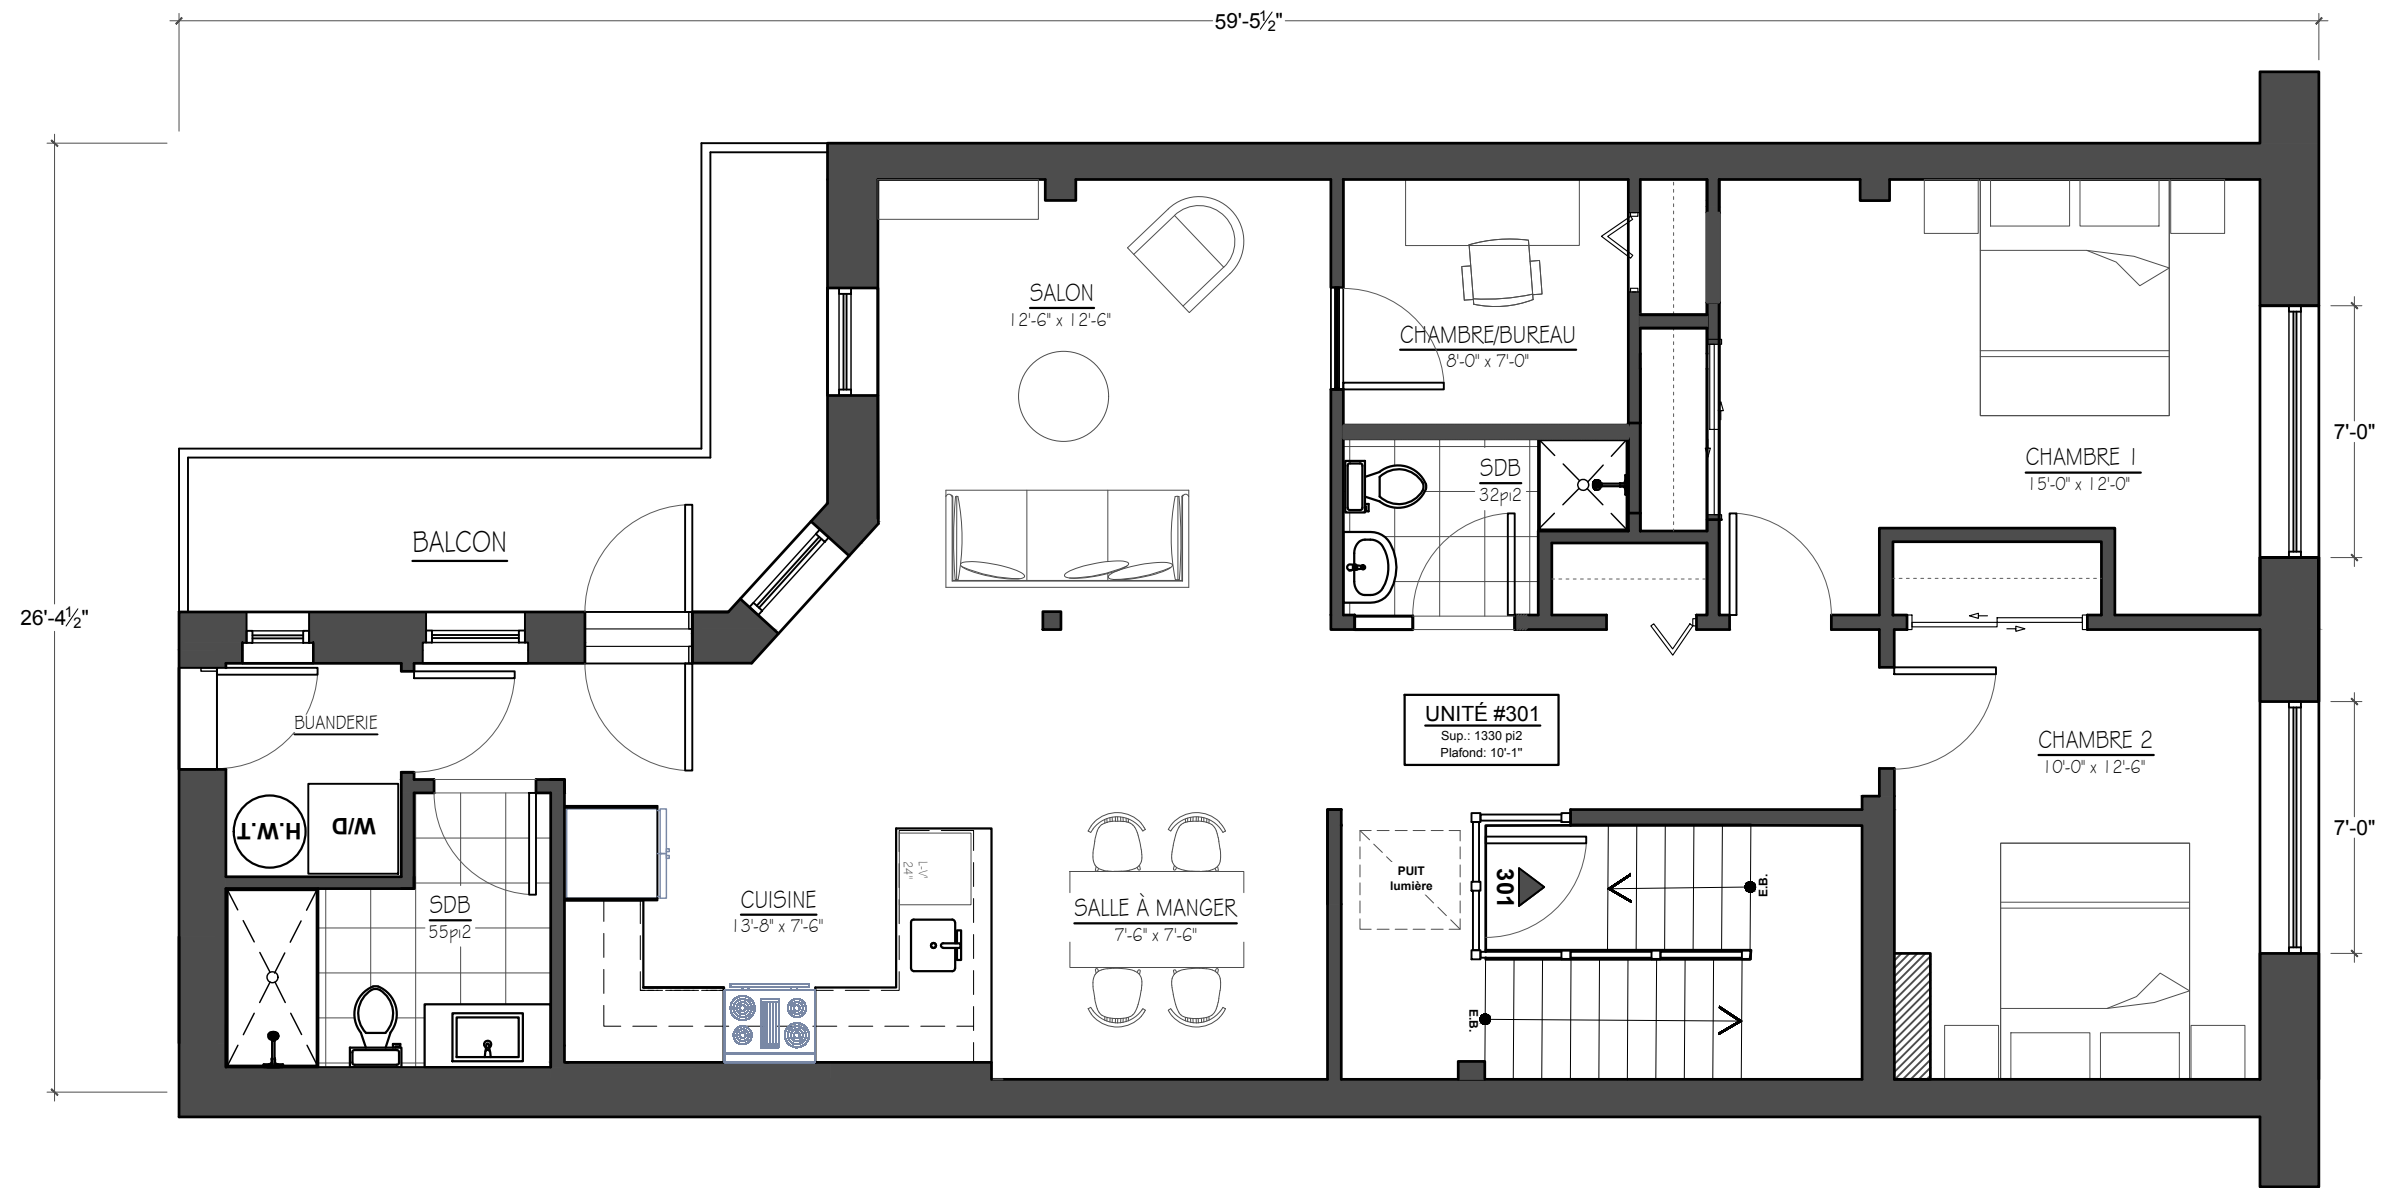 59'-5½"
SALON
12'-6" x 12'-6"
CHAMBRE/BUREAU
8'-0" x 7'-0"
7'-0"
CHAMBRE 1
15'-0" x 12'-0"
SDB
32pi2
BALCON
26'-4½"
UNITÉ #301
Sup.: 1330 pi2
Plafond: 10'-1"
BUANDERIE
CHAMBRE 2
10'-0" x 12'-6"
H.W.T
W/D
7'-0"
L-V'
24"
PUIT
lumière
301
E.B.
SDB
55pi2
CUISINE
13'-8" x 7'-6"
SALLE À MANGER
7'-6" x 7'-6"
E.B.